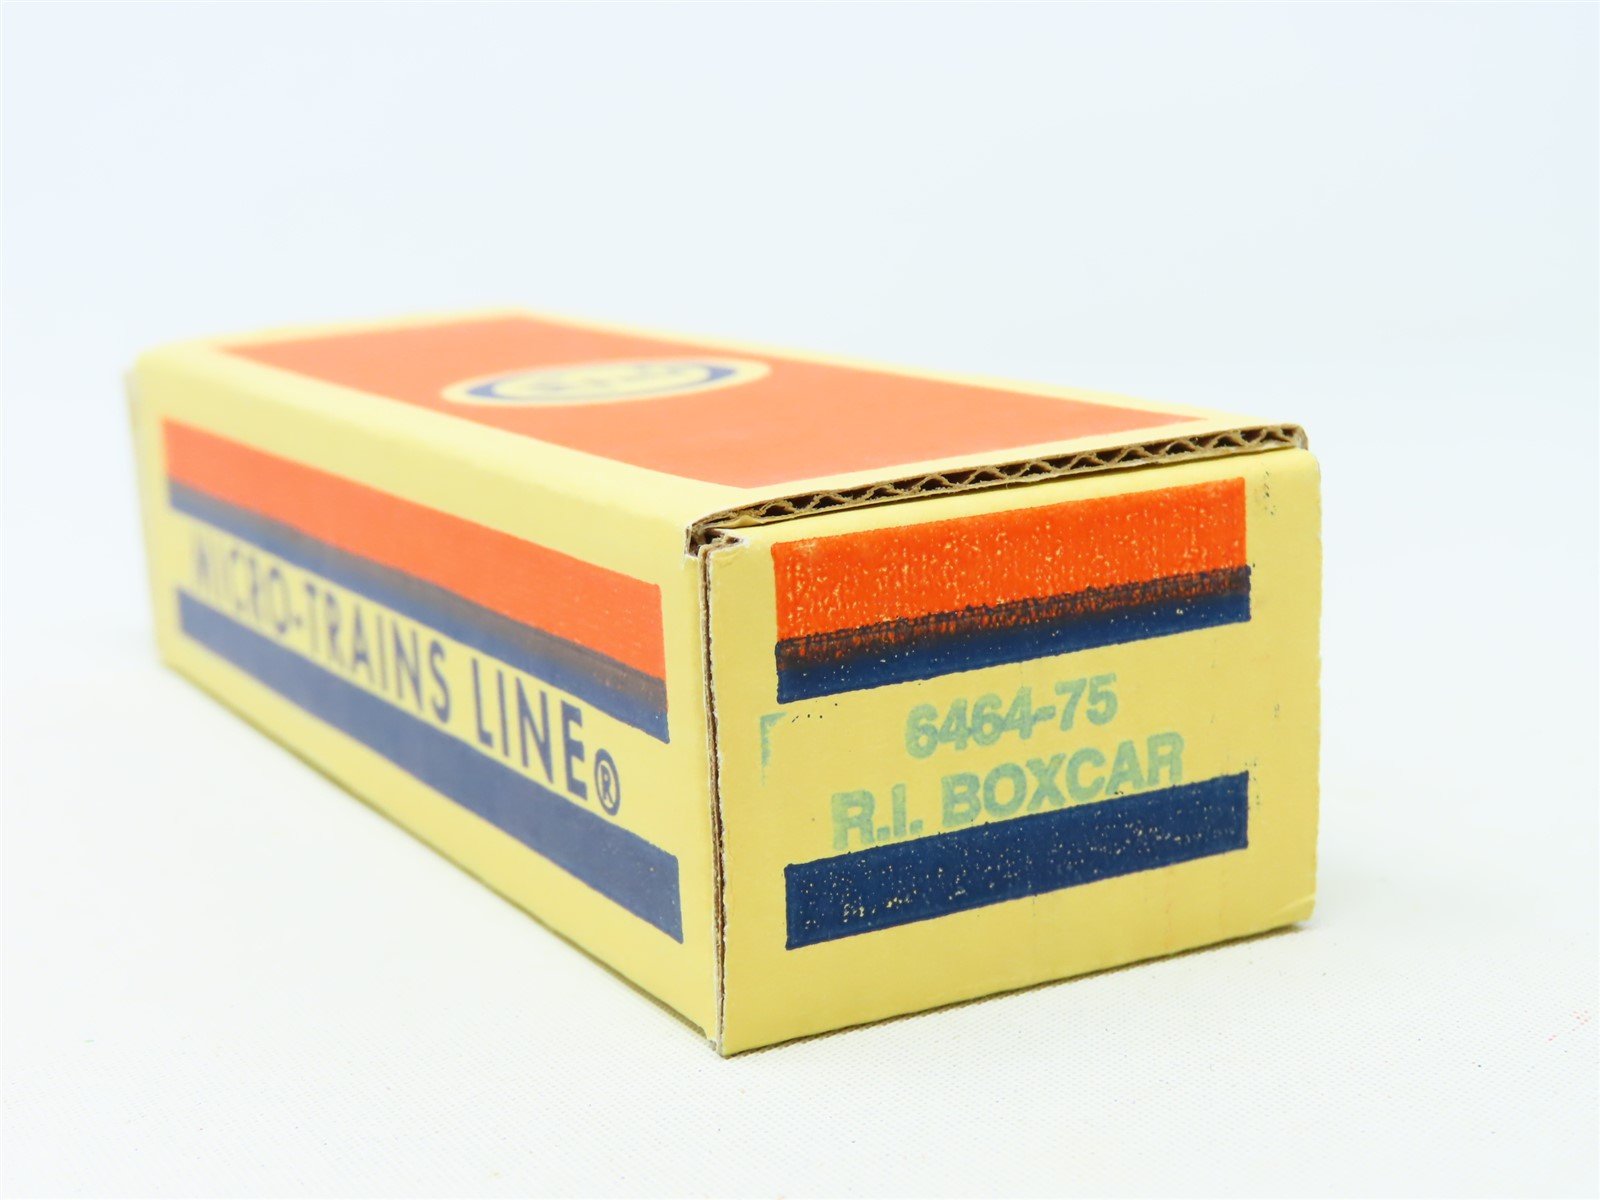 MICRO-TRAINS LINE®
6464-75
R.I. BOXCAR